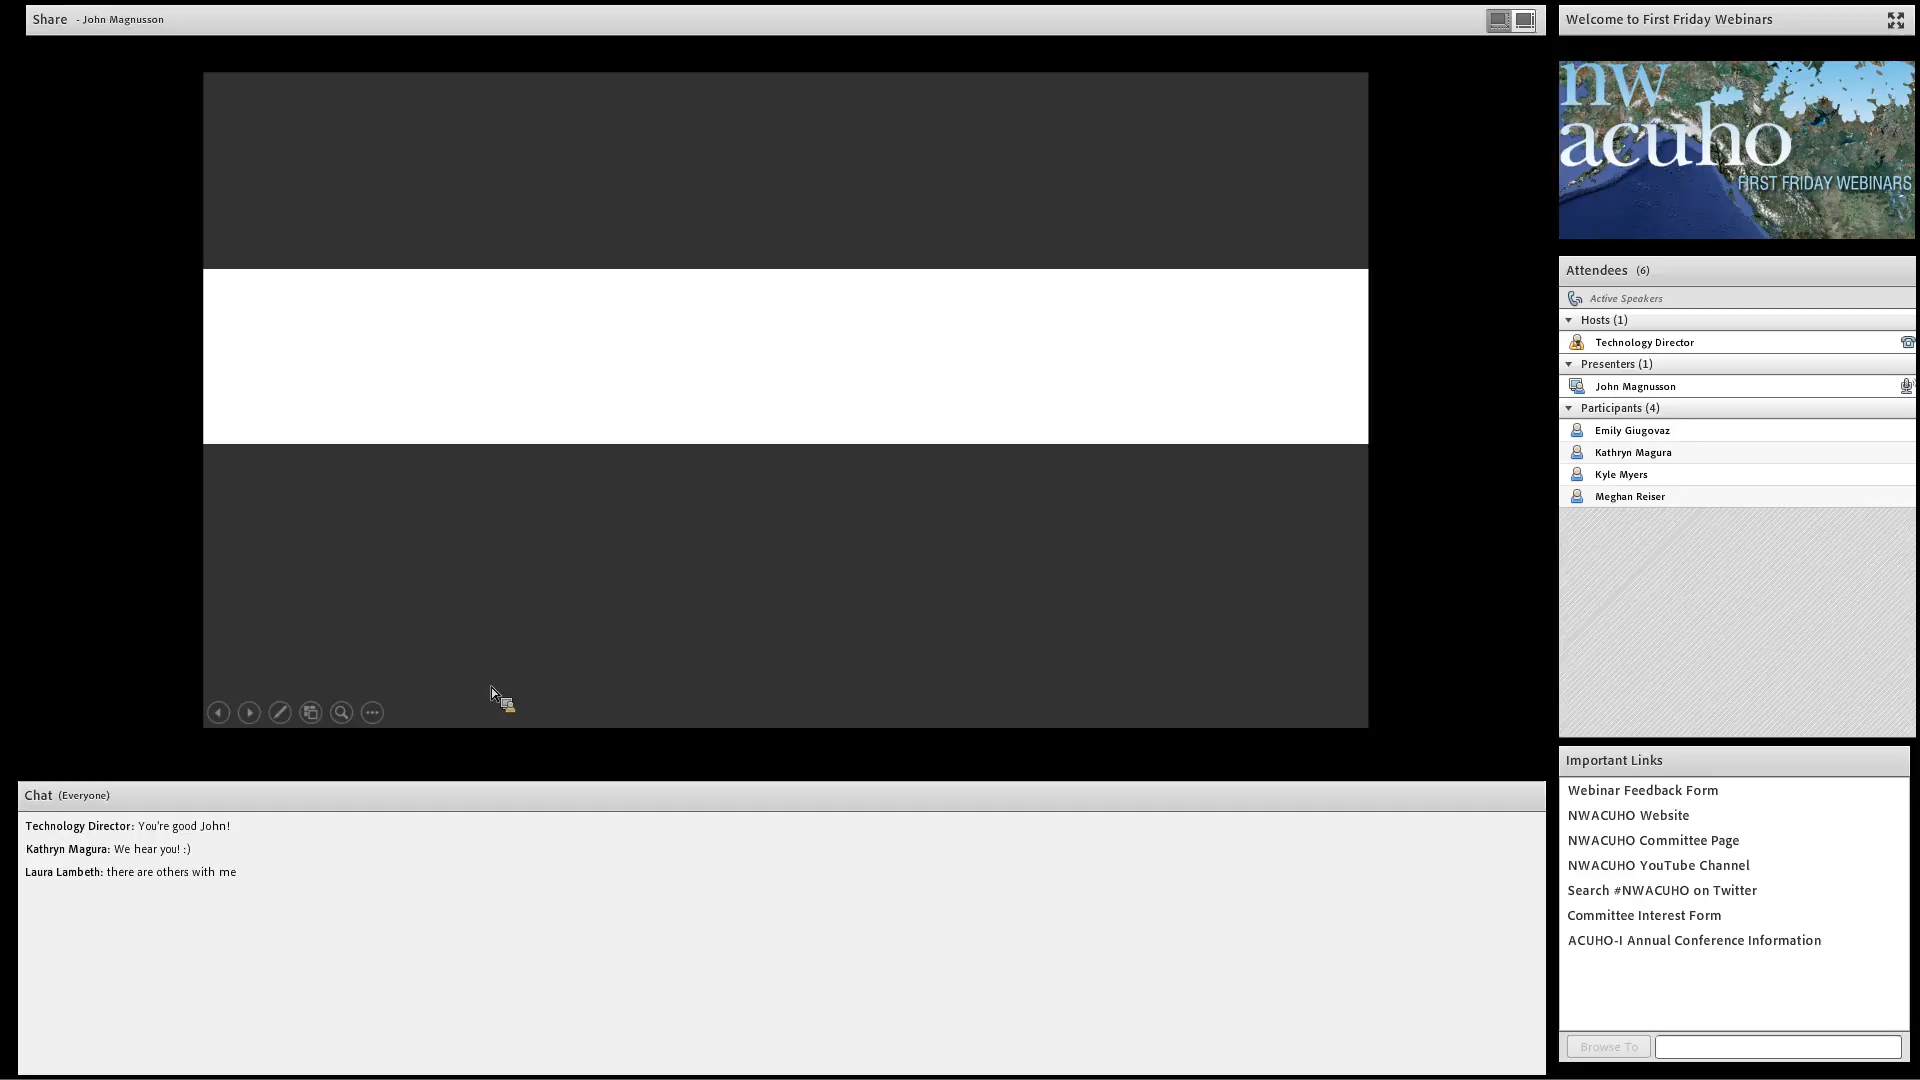 Share - John Magnusson
Welcome to First Friday Webinars
nw
acuho
FIRST FRIDAY WEBINARS
Attendees (6)
Active Speakers
Hosts (1)
Technology Director
Presenters (1)
John Magnusson
Participants (4)
Emily Giugovaz
Kathryn Magura
Kyle Myers
Meghan Reiser
Chat (Everyone)
Technology Director: You're good John!
Kathryn Magura: We hear you! :)
Laura Lambeth: there are others with me
Important Links
Webinar Feedback Form
NWACUHO Website
NWACUHO Committee Page
NWACUHO YouTube Channel
Search #NWACUHO on Twitter
Committee Interest Form
ACUHO-I Annual Conference Information
Browse To